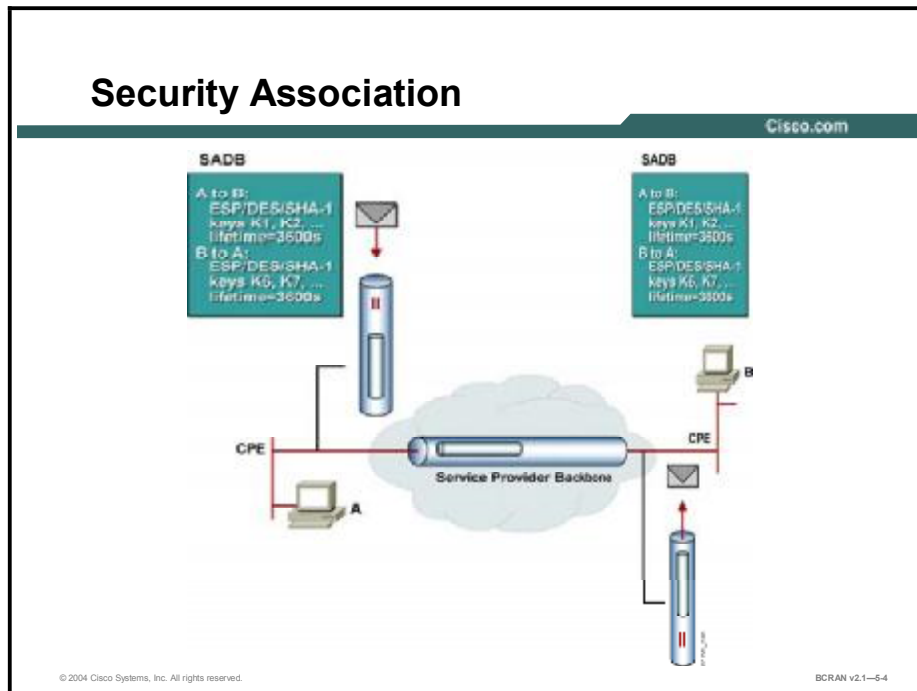 Security Association
Cisco.com
SADB
A to B:
ESP/DES/SHA-1
keys K1, K2, ...
lifetime=3600s
B to A:
ESP/DES/SHA-1
keys K6, K7, ...
lifetime=3600s
SADB
A to B:
ESP/DES/SHA-1
keys K1, K2, ...
lifetime=3600s
B to A:
ESP/DES/SHA-1
keys K6, K7, ...
lifetime=3600s
B
CPE
CPE
Service Provider Backbone
A
© 2004 Cisco Systems, Inc. All rights reserved.
BCRAN v2.1—5-4